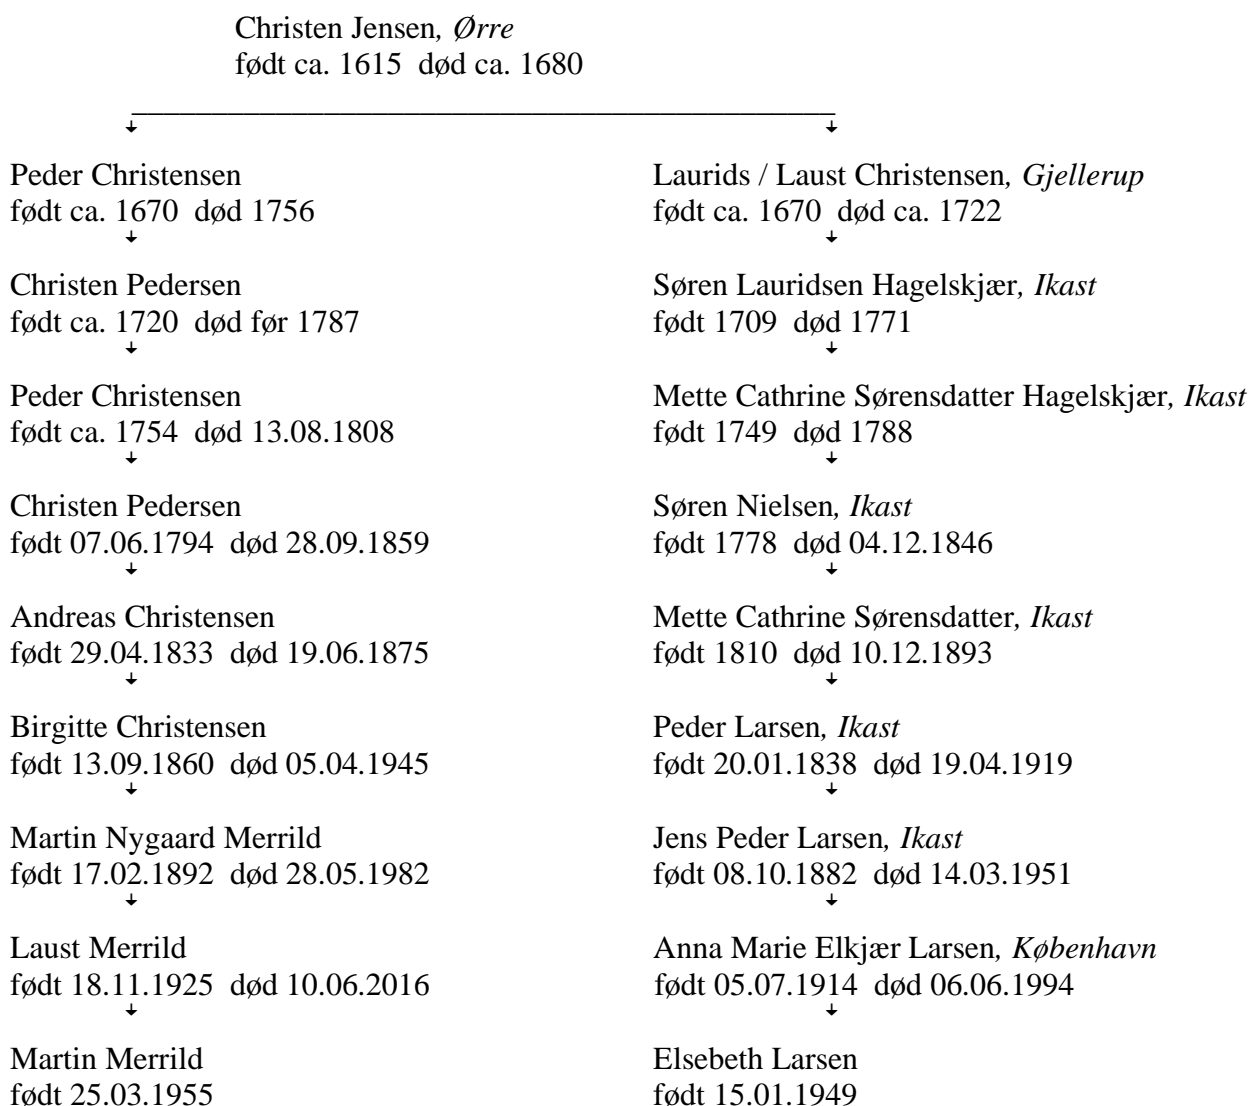 Christen Jensen, Ørre
født ca. 1615 død ca. 1680
Peder Christensen
født ca. 1670 død 1756
Laurids / Laust Christensen, Gjellerup
født ca. 1670 død ca. 1722
Christen Pedersen
født ca. 1720 død før 1787
Søren Lauridsen Hagelskjær, Ikast
født 1709 død 1771
Peder Christensen
født ca. 1754 død 13.08.1808
Mette Cathrine Sørensdatter Hagelskjær, Ikast
født 1749 død 1788
Christen Pedersen
født 07.06.1794 død 28.09.1859
Søren Nielsen, Ikast
født 1778 død 04.12.1846
Andreas Christensen
født 29.04.1833 død 19.06.1875
Mette Cathrine Sørensdatter, Ikast
født 1810 død 10.12.1893
Birgitte Christensen
født 13.09.1860 død 05.04.1945
Peder Larsen, Ikast
født 20.01.1838 død 19.04.1919
Martin Nygaard Merrild
født 17.02.1892 død 28.05.1982
Jens Peder Larsen, Ikast
født 08.10.1882 død 14.03.1951
Laust Merrild
født 18.11.1925 død 10.06.2016
Anna Marie Elkjær Larsen, København
født 05.07.1914 død 06.06.1994
Martin Merrild
født 25.03.1955
Elsebeth Larsen
født 15.01.1949